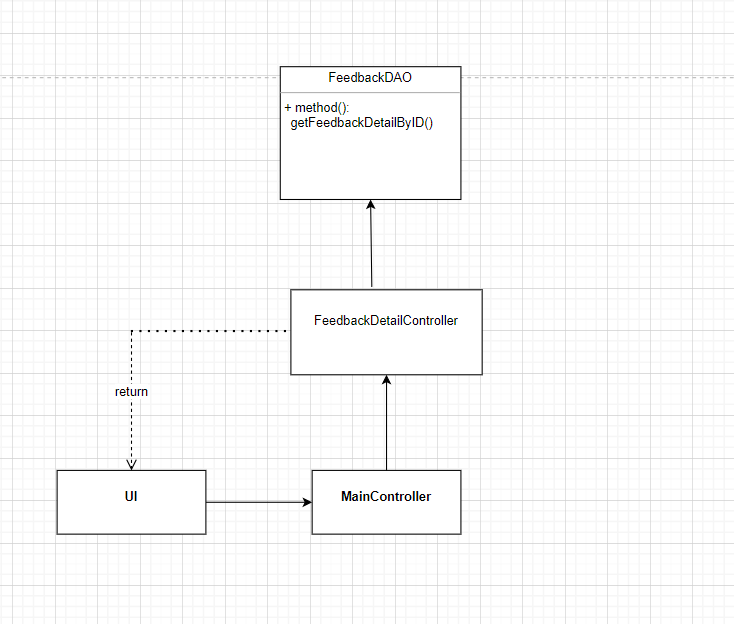 FeedbackDAO
+ method():
getFeedbackDetailByID()
FeedbackDetailController
return
UI
MainController